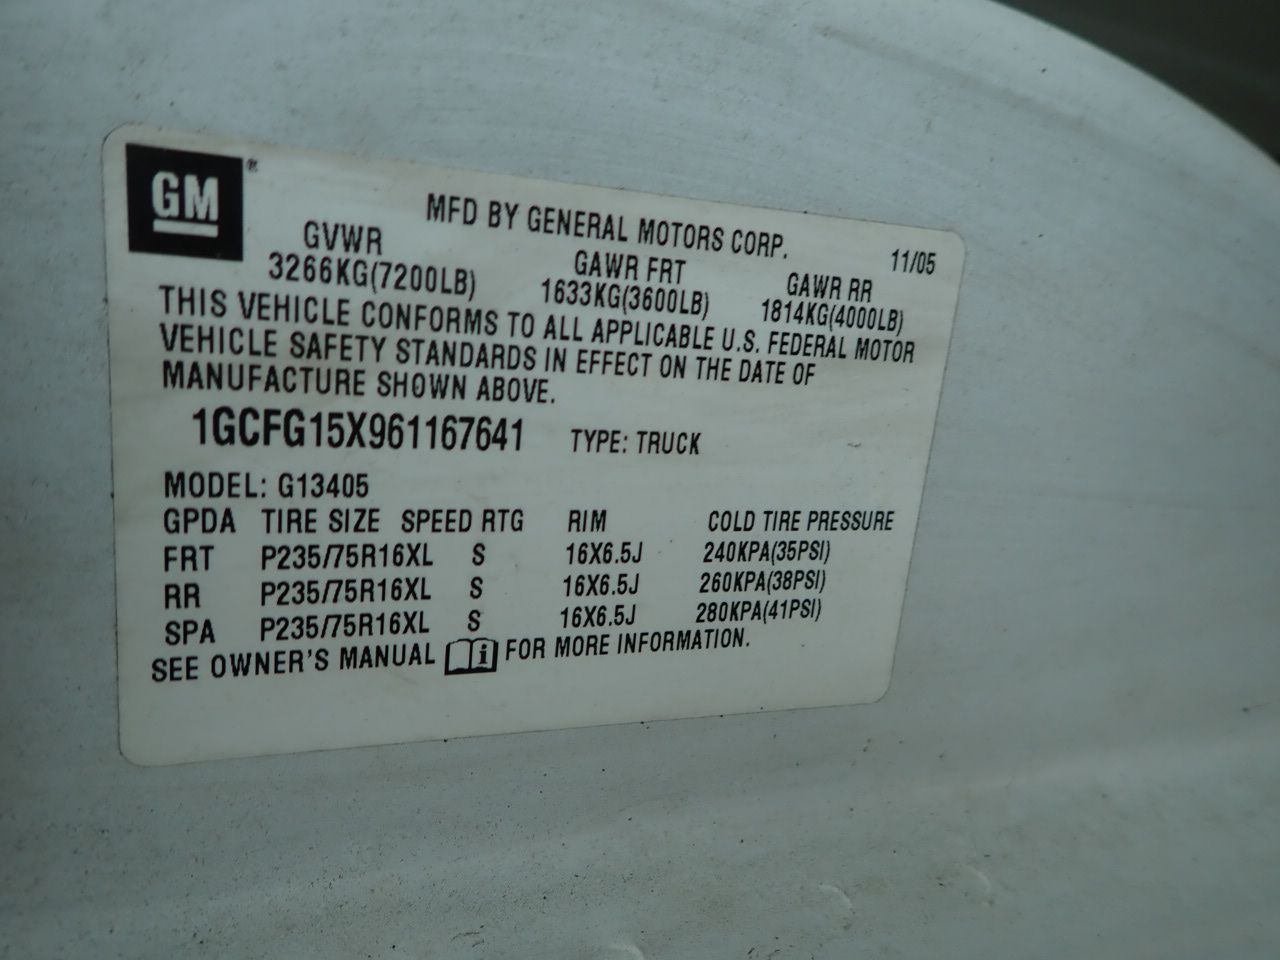 GM®
MFD BY GENERAL MOTORS CORP.
11/05
GVWR GAWR FRT GAWR RR
3266KG(7200LB) 1633KG(3600LB) 1814KG(4000LB)
THIS VEHICLE CONFORMS TO ALL APPLICABLE U.S. FEDERAL MOTOR
VEHICLE SAFETY STANDARDS IN EFFECT ON THE DATE OF
MANUFACTURE SHOWN ABOVE.
1GCFG15X961167641 TYPE: TRUCK
MODEL: G13405
GPDA TIRE SIZE SPEED RTG RIM COLD TIRE PRESSURE
FRT P235/75R16XL S 16X6.5J 240KPA(35PSI)
RR P235/75R16XL S 16X6.5J 260KPA(38PSI)
SPA P235/75R16XL S 16X6.5J 280KPA(41PSI)
SEE OWNER'S MANUAL i FOR MORE INFORMATION.